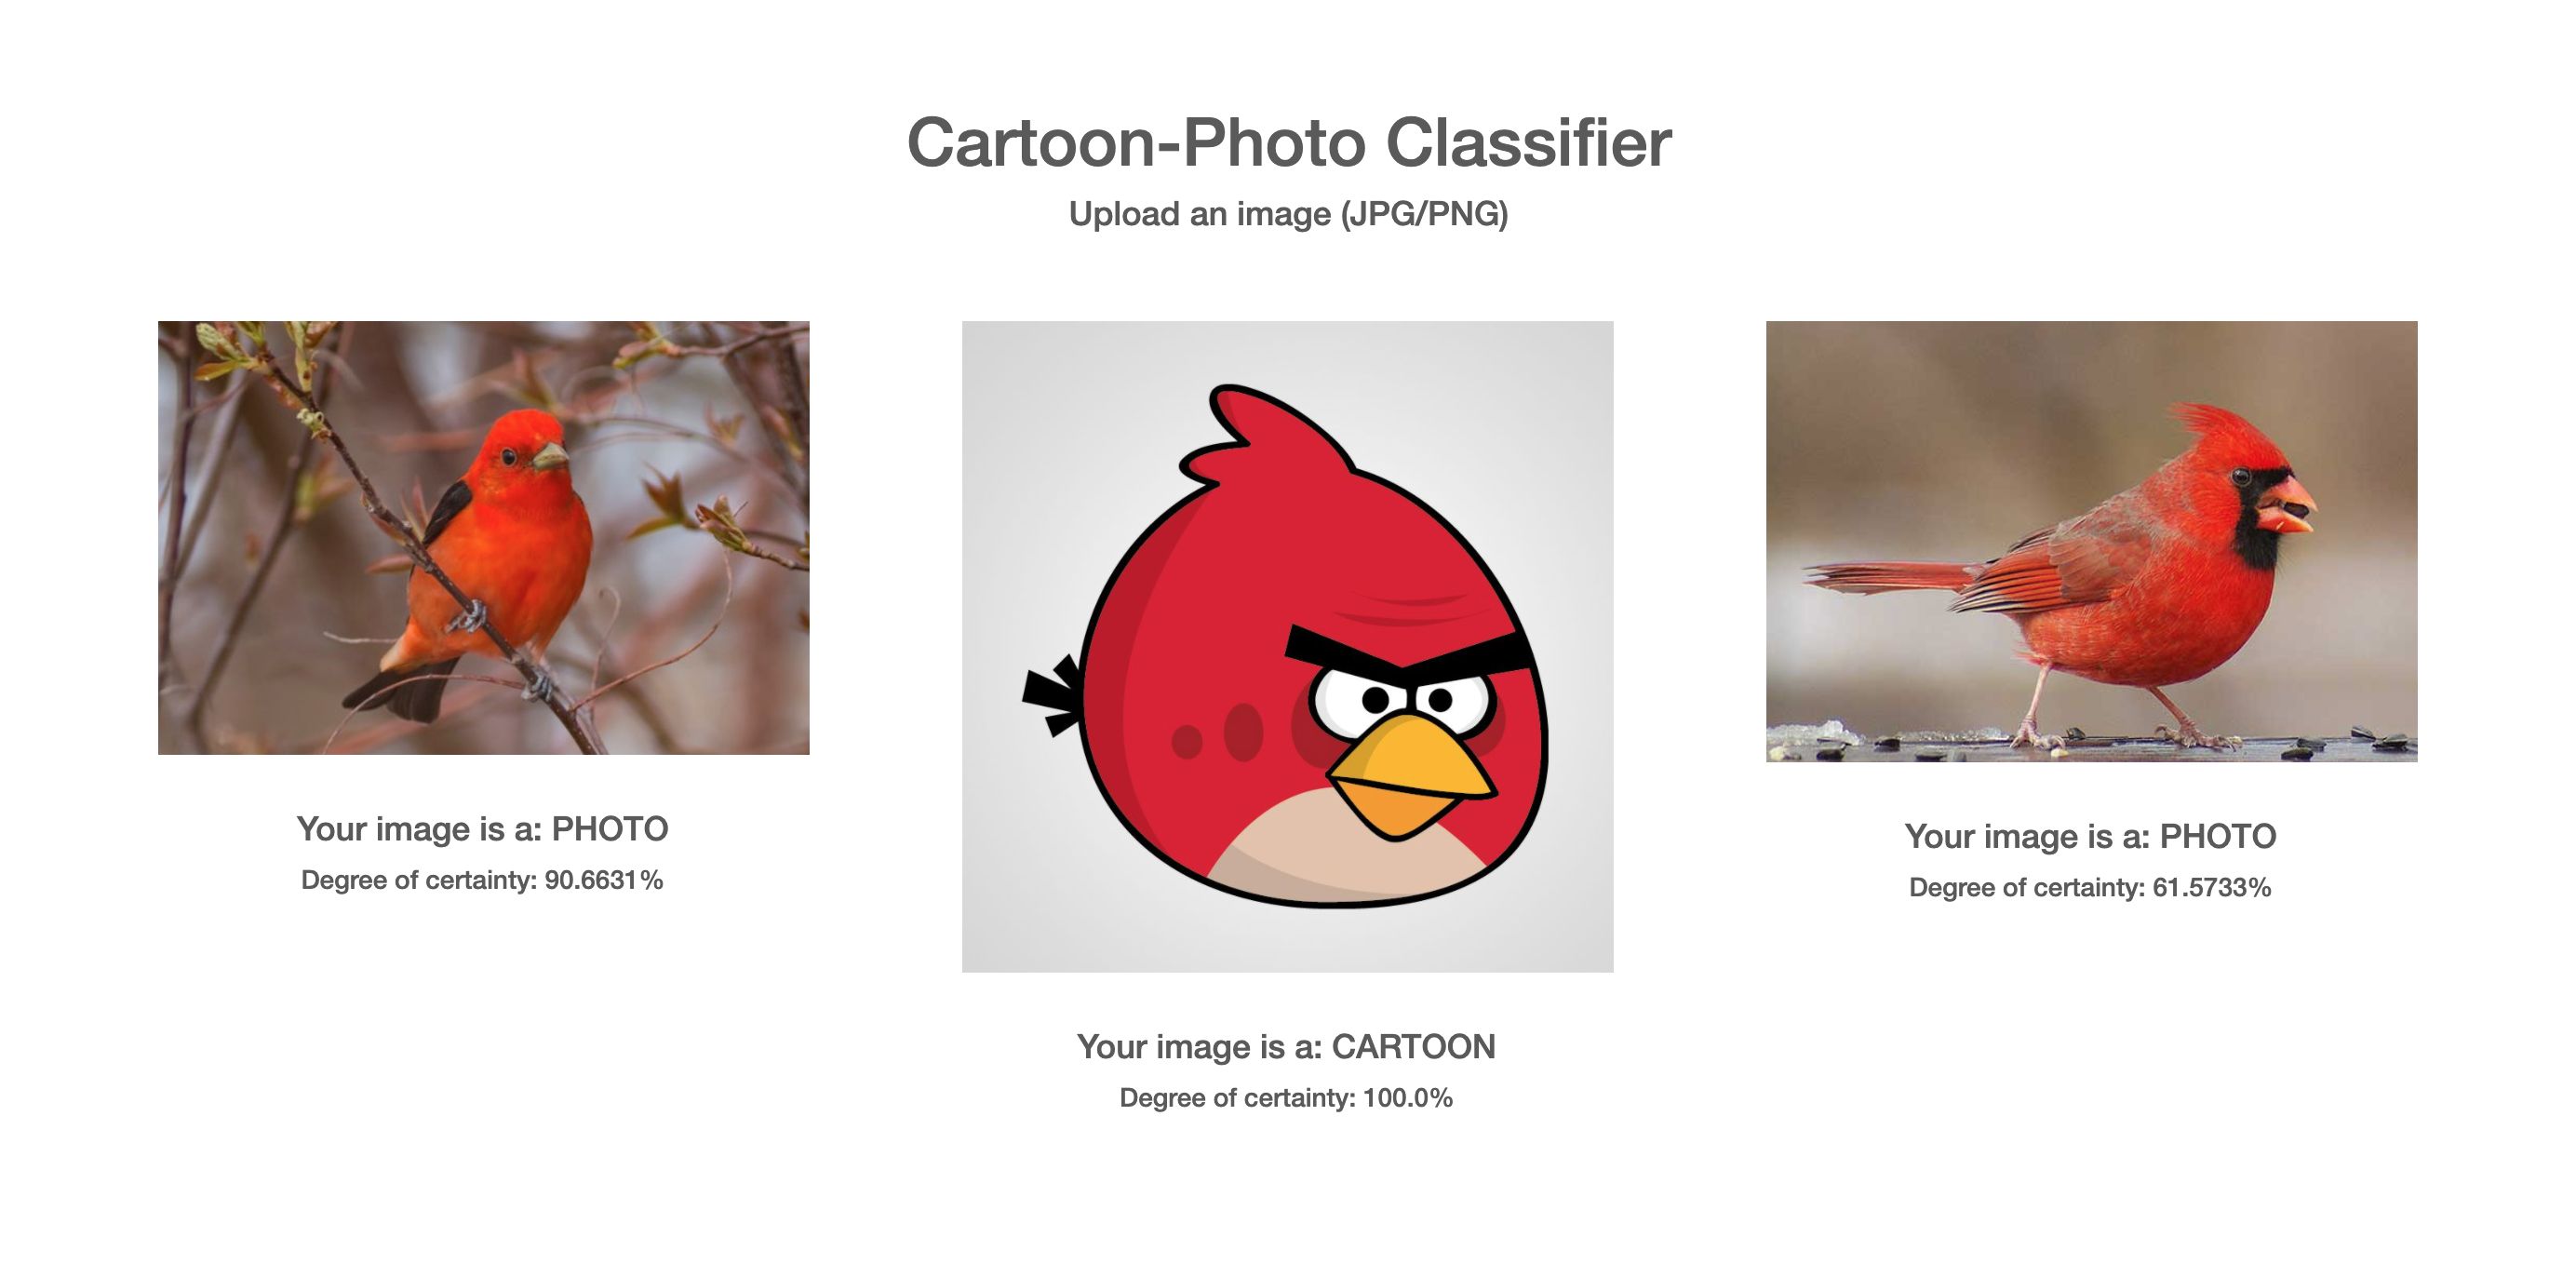 Cartoon-Photo Classifier
Upload an image (JPG/PNG)
Your image is a: PHOTO
Degree of certainty: 90.6631%
Your image is a: CARTOON
Degree of certainty: 100.0%
Your image is a: PHOTO
Degree of certainty: 61.5733%